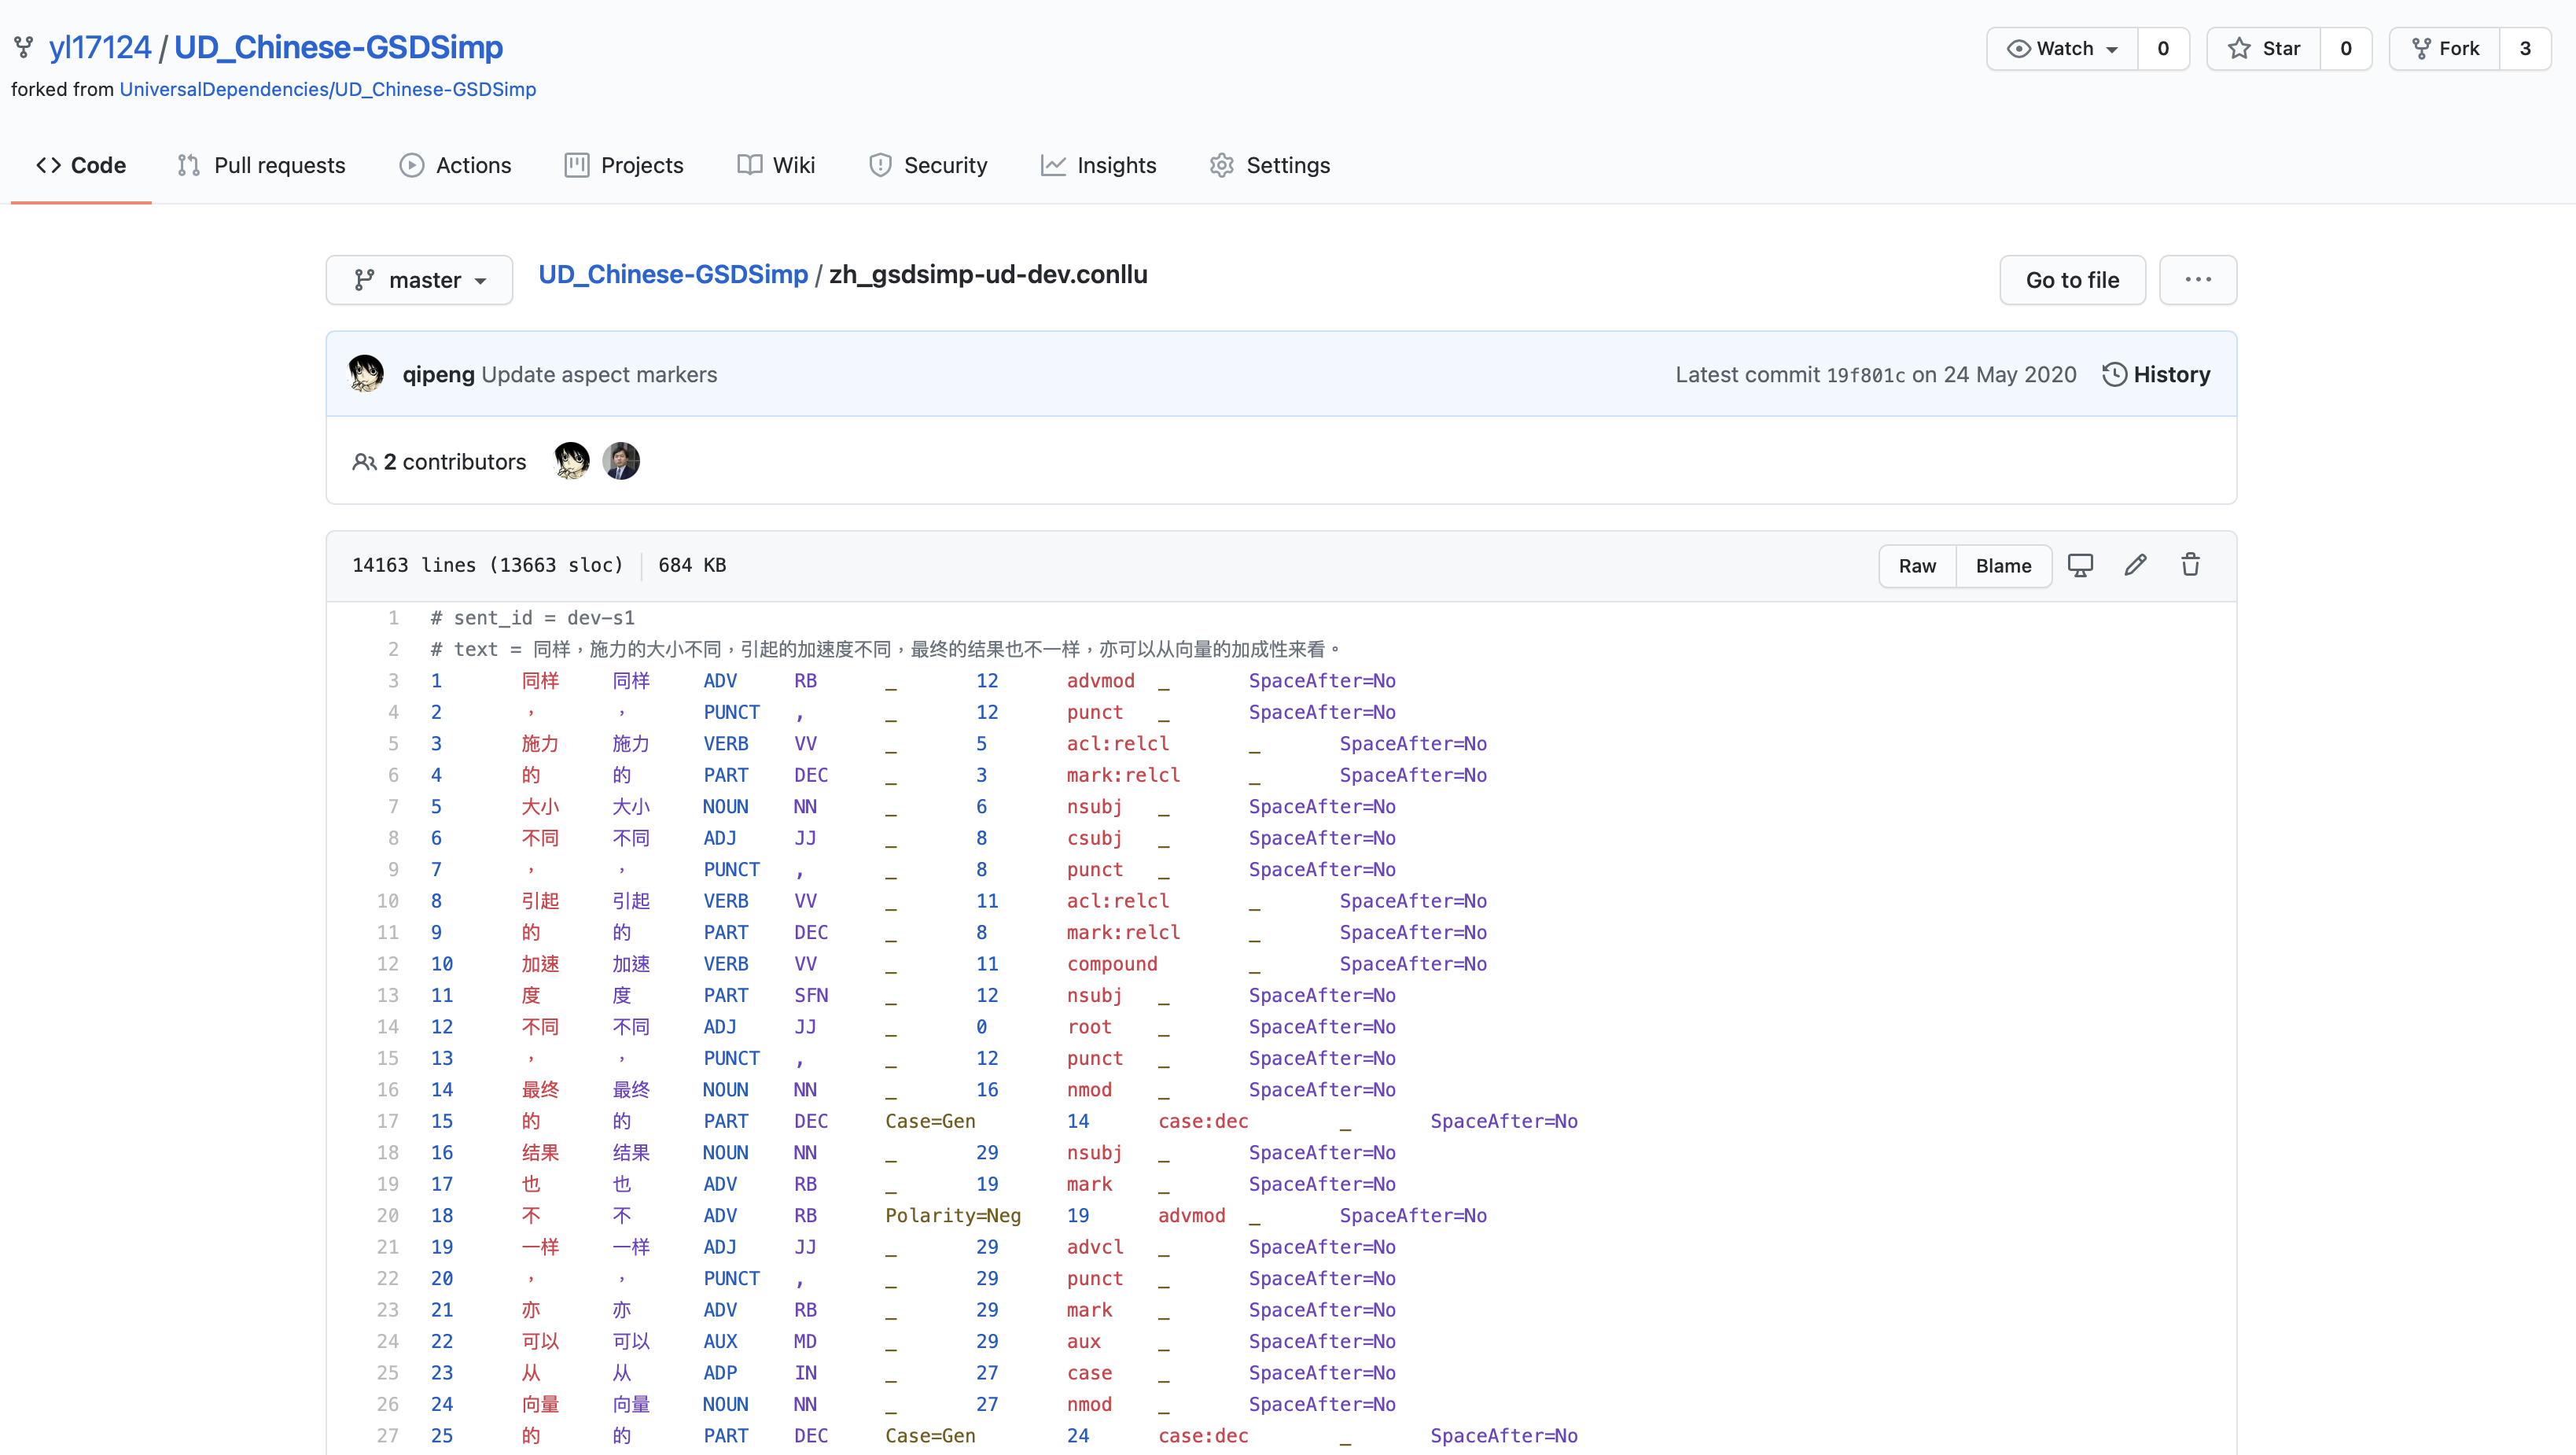 yl17124 / UD_Chinese-GSDSimp
Watch 0 Star 0 Fork 3
forked from UniversalDependencies/UD_Chinese-GSDSimp
Code Pull requests Actions Projects Wiki Security Insights Settings
master UD_Chinese-GSDSimp / zh_gsdsimp-ud-dev.conllu Go to file ···
qipeng Update aspect markers Latest commit 19f801c on 24 May 2020 History
2 contributors
14163 lines (13663 sloc) 684 KB Raw Blame
1 # sent_id = dev-s1
2 # text = 同样，施力的大小不同，引起的加速度不同，最终的结果也不一样，亦可以从向量的加成性来看。
3 1 同样 同样 ADV RB _ 12 advmod _ SpaceAfter=No
4 2 ， ， PUNCT , _ 12 punct _ SpaceAfter=No
5 3 施力 施力 VERB VV _ 5 acl:relcl _ SpaceAfter=No
6 4 的 的 PART DEC _ 3 mark:relcl _ SpaceAfter=No
7 5 大小 大小 NOUN NN _ 6 nsubj _ SpaceAfter=No
8 6 不同 不同 ADJ JJ _ 8 csubj _ SpaceAfter=No
9 7 ， ， PUNCT , _ 8 punct _ SpaceAfter=No
10 8 引起 引起 VERB VV _ 11 acl:relcl _ SpaceAfter=No
11 9 的 的 PART DEC _ 8 mark:relcl _ SpaceAfter=No
12 10 加速 加速 VERB VV _ 11 compound _ SpaceAfter=No
13 11 度 度 PART SFN _ 12 nsubj _ SpaceAfter=No
14 12 不同 不同 ADJ JJ _ 0 root _ SpaceAfter=No
15 13 ， ， PUNCT , _ 12 punct _ SpaceAfter=No
16 14 最终 最终 NOUN NN _ 16 nmod _ SpaceAfter=No
17 15 的 的 PART DEC Case=Gen 14 case:dec _ SpaceAfter=No
18 16 结果 结果 NOUN NN _ 29 nsubj _ SpaceAfter=No
19 17 也 也 ADV RB _ 19 mark _ SpaceAfter=No
20 18 不 不 ADV RB Polarity=Neg 19 advmod _ SpaceAfter=No
21 19 一样 一样 ADJ JJ _ 29 advcl _ SpaceAfter=No
22 20 ， ， PUNCT , _ 29 punct _ SpaceAfter=No
23 21 亦 亦 ADV RB _ 29 mark _ SpaceAfter=No
24 22 可以 可以 AUX MD _ 29 aux _ SpaceAfter=No
25 23 从 从 ADP IN _ 27 case _ SpaceAfter=No
26 24 向量 向量 NOUN NN _ 27 nmod _ SpaceAfter=No
27 25 的 的 PART DEC Case=Gen 24 case:dec _ SpaceAfter=No